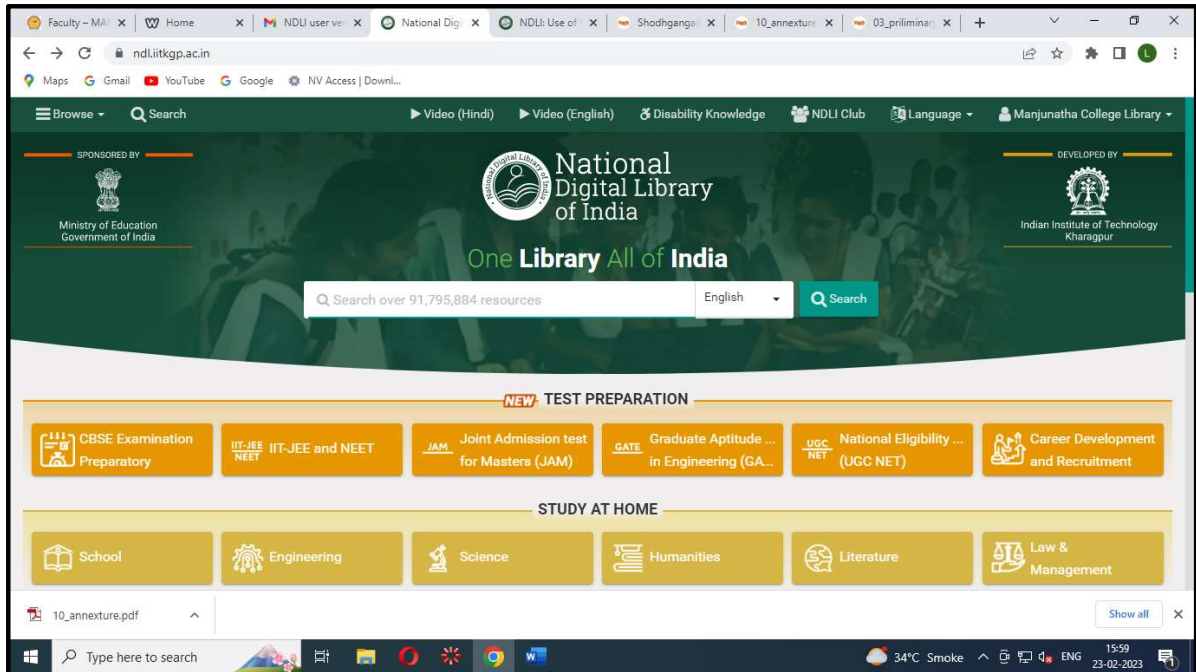 Faculty – MAN
Home
NDLI user ver
National Digi
NDLI: Use of
Shodhganga
10_annexture
03_priliminar
ndl.iitkgp.ac.in
Maps
Gmail
YouTube
Google
NV Access | Downl...
Browse
Search
Video (Hindi)
Video (English)
Disability Knowledge
NDLI Club
Language
Manjunatha College Library
SPONSORED BY
Ministry of Education
Government of India
National Digital Library of India
National
Digital Library
of India
DEVELOPED BY
Indian Institute of Technology
Kharagpur
One Library All of India
Search over 91,795,884 resources
English
Search
NEW TEST PREPARATION
CBSE Examination
Preparatory
IIT-JEE
NEET
IIT-JEE and NEET
JAM
Joint Admission test
for Masters (JAM)
GATE
Graduate Aptitude ...
in Engineering (GA...
UGC
NET
National Eligibility ...
(UGC NET)
Career Development
and Recruitment
STUDY AT HOME
School
Engineering
Science
Humanities
Literature
Law &
Management
10_annexture.pdf
Show all
Type here to search
34°C Smoke
ENG
15:59
23-02-2023